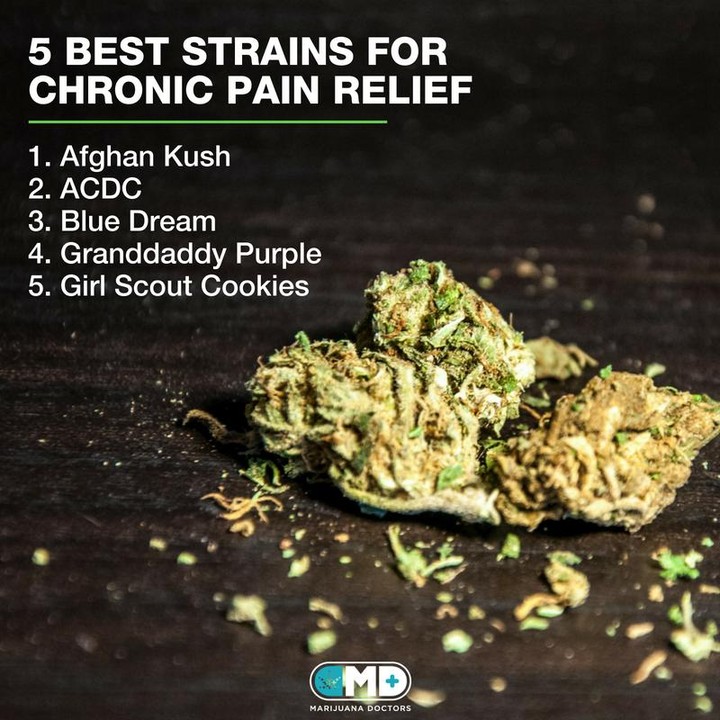 5 BEST STRAINS FOR
CHRONIC PAIN RELIEF
1. Afghan Kush
2. ACDC
3. Blue Dream
4. Granddaddy Purple
5. Girl Scout Cookies
MD
MARIJUANA DOCTORS